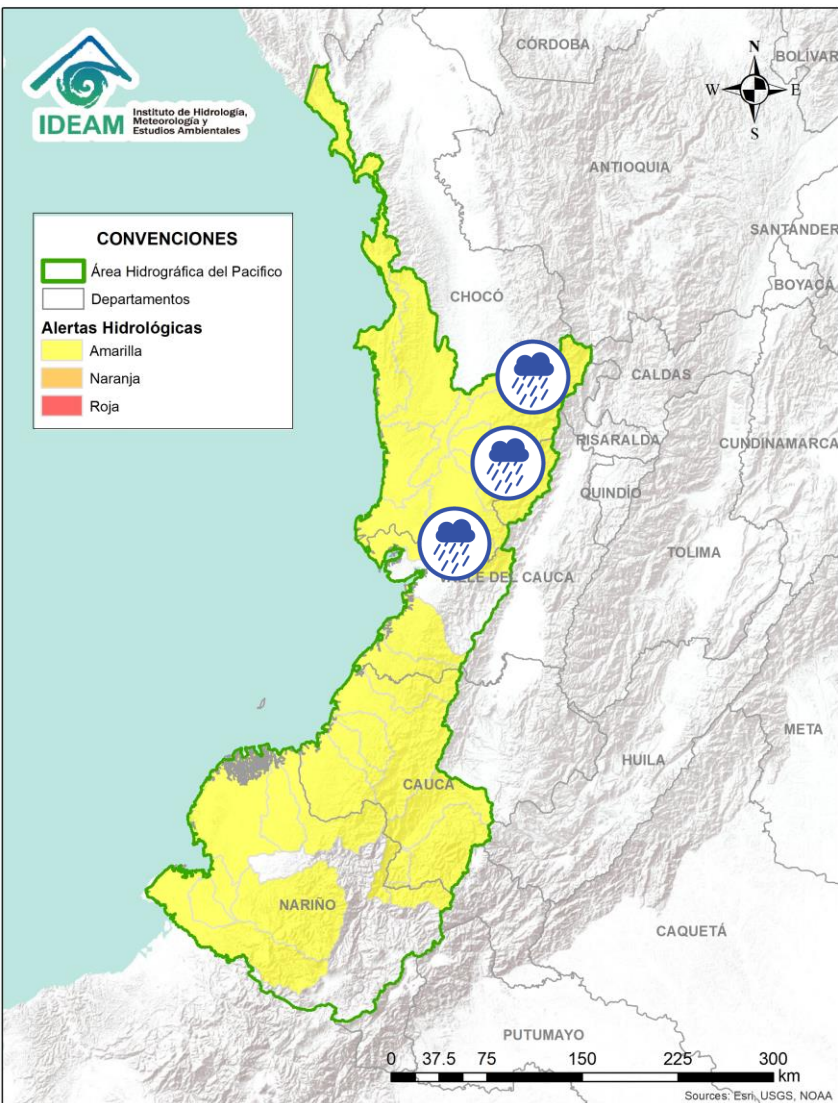 IDEAM
Instituto de Hidrología,
Meteorología y
Estudios Ambientales
CÓRDOBA
BOLÍVAR
N
W E
S
ANTIOQUIA
SANTANDER
BOYACÁ
CONVENCIONES
Área Hidrográfica del Pacifico
Departamentos
Alertas Hidrológicas
Amarilla
Naranja
Roja
CHOCÓ
CALDAS
RISARALDA
CUNDINAMARCA
QUINDÍO
TOLIMA
VALLE DEL CAUCA
META
HUILA
CAUCA
NARIÑO
CAQUETÁ
PUTUMAYO
0 37.5 75 150 225 300
km
Sources: Esri, USGS, NOAA